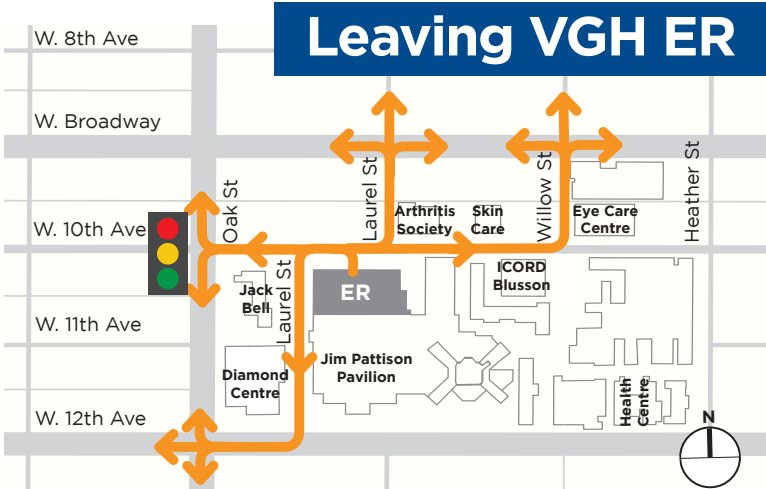 Leaving VGH ER
W. 8th Ave
W. Broadway
Oak St
Laurel St
Willow St
Heather St
W. 10th Ave
Arthritis
Society
Skin
Care
Eye Care
Centre
Laurel St
Jack
Bell
ER
ICORD
Blusson
W. 11th Ave
Diamond
Centre
Jim Pattison
Pavilion
Health
Centre
W. 12th Ave
N